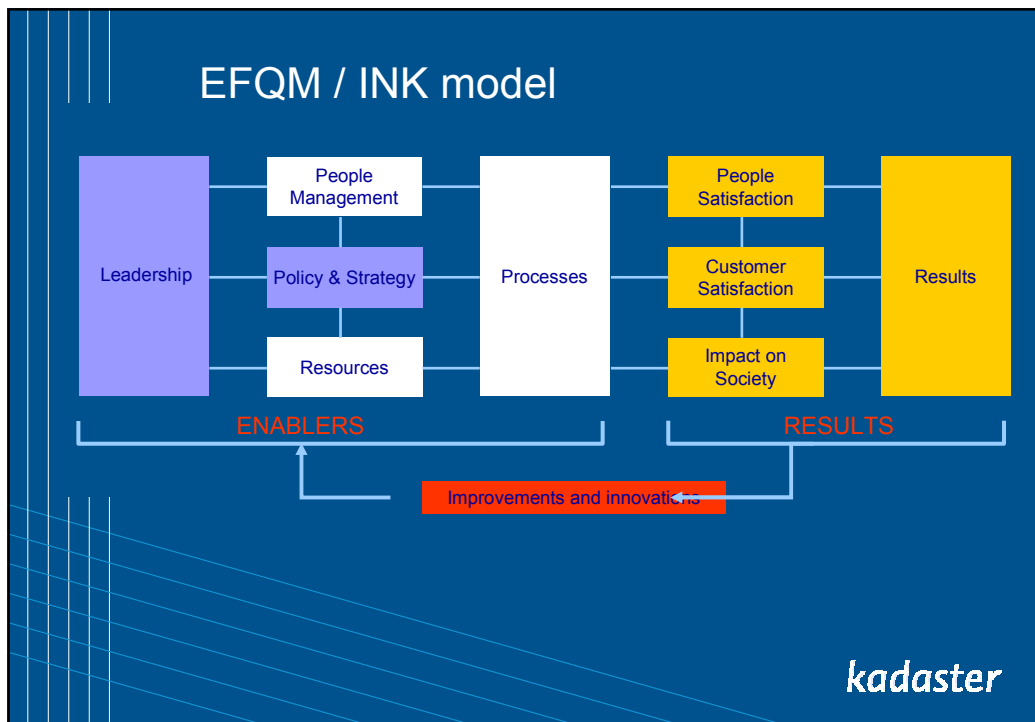 EFQM / INK model
People
Management
People
Satisfaction
Leadership
Policy & Strategy
Processes
Customer
Satisfaction
Results
Resources
Impact on
Society
ENABLERS
RESULTS
Improvements and innovations
kadaster